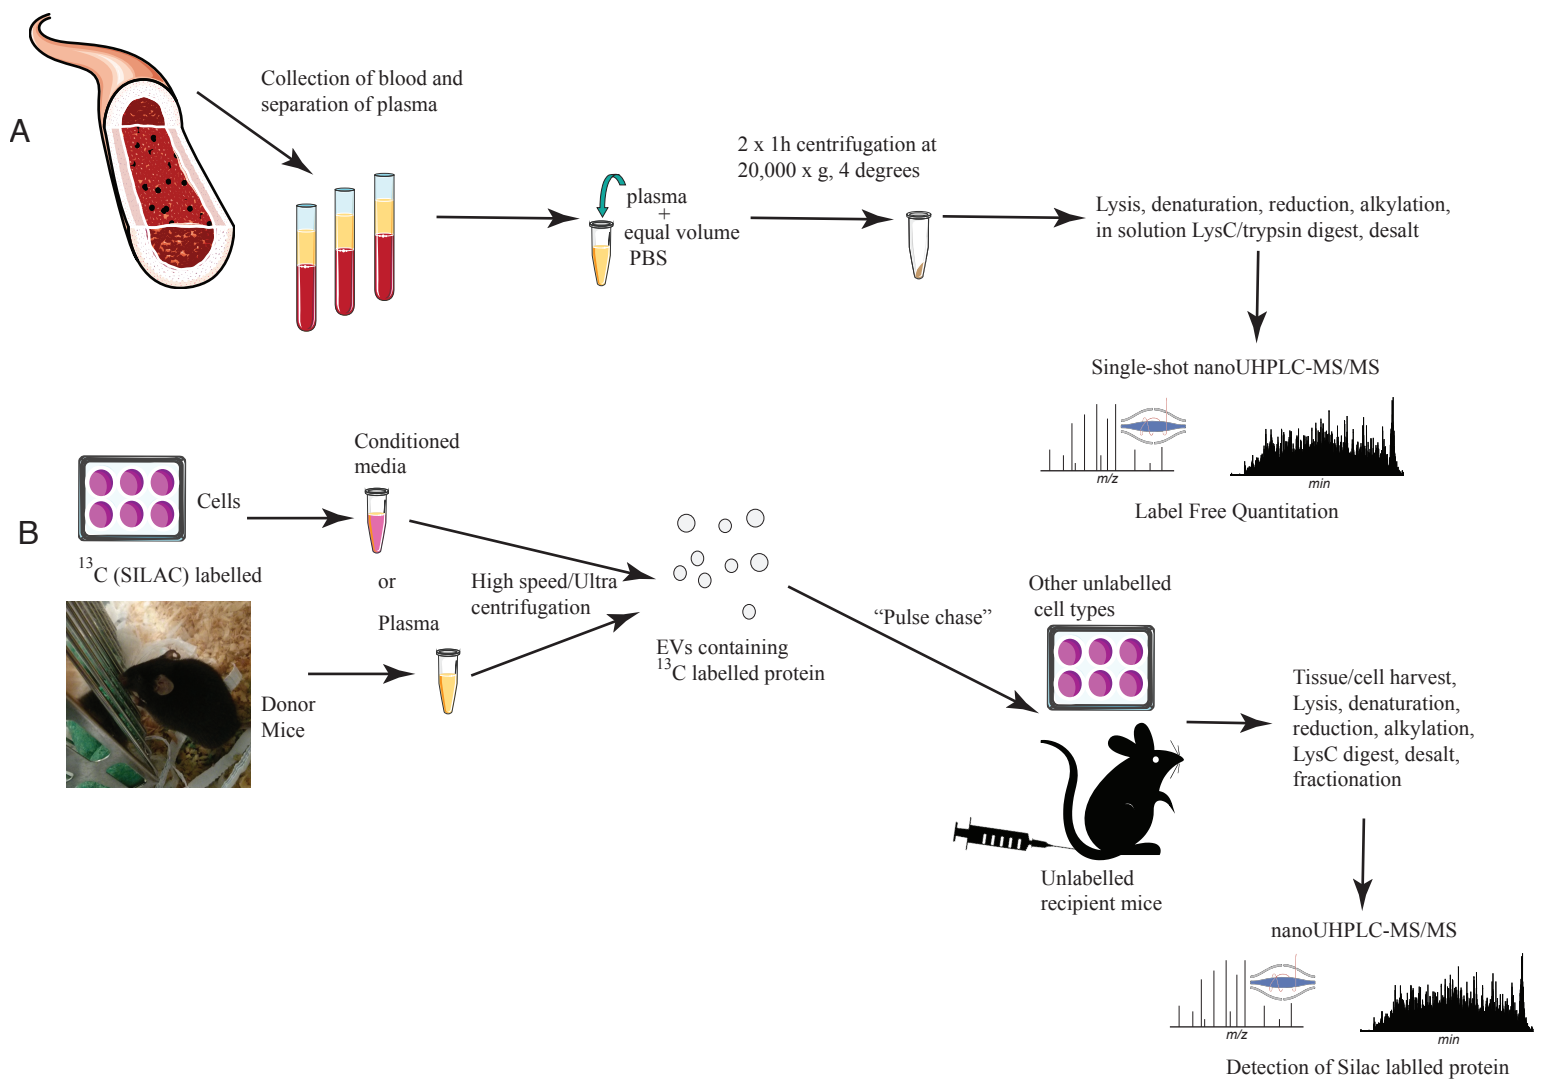 A
Collection of blood and
separation of plasma
plasma
+
equal volume
PBS
2 x 1h centrifugation at
20,000 x g, 4 degrees
Lysis, denaturation, reduction, alkylation,
in solution LysC/trypsin digest, desalt
Single-shot nanoUHPLC-MS/MS
m/z
min
Label Free Quantitation
B
Cells
13C (SILAC) labelled
Conditioned
media
or
Plasma
Donor
Mice
High speed/Ultra
centrifugation
EVs containing
13C labelled protein
“Pulse chase”
Other unlabelled
cell types
Unlabelled
recipient mice
Tissue/cell harvest,
Lysis, denaturation,
reduction, alkylation,
LysC digest, desalt,
fractionation
nanoUHPLC-MS/MS
m/z
min
Detection of Silac lablled protein